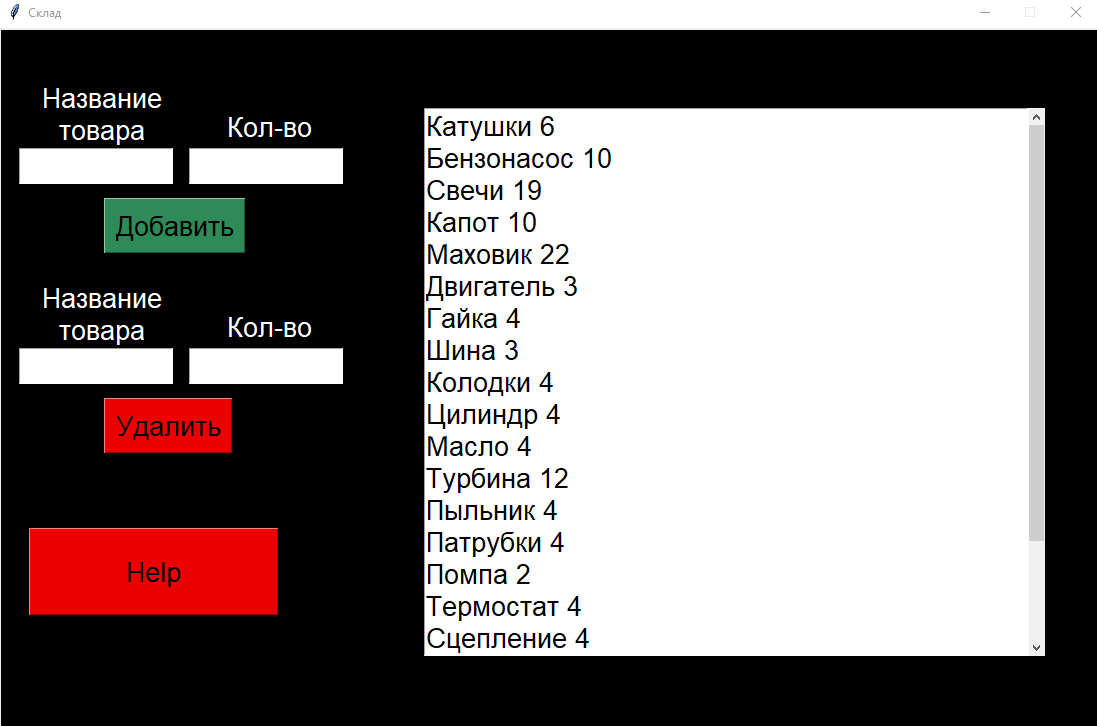 Склад
Название
товара
Кол-во
Добавить
Название
товара
Кол-во
Удалить
Help
Катушки 6
Бензонасос 10
Свечи 19
Капот 10
Маховик 22
Двигатель 3
Гайка 4
Шина 3
Колодки 4
Цилиндр 4
Масло 4
Турбина 12
Пыльник 4
Патрубки 4
Помпа 2
Термостат 4
Сцепление 4